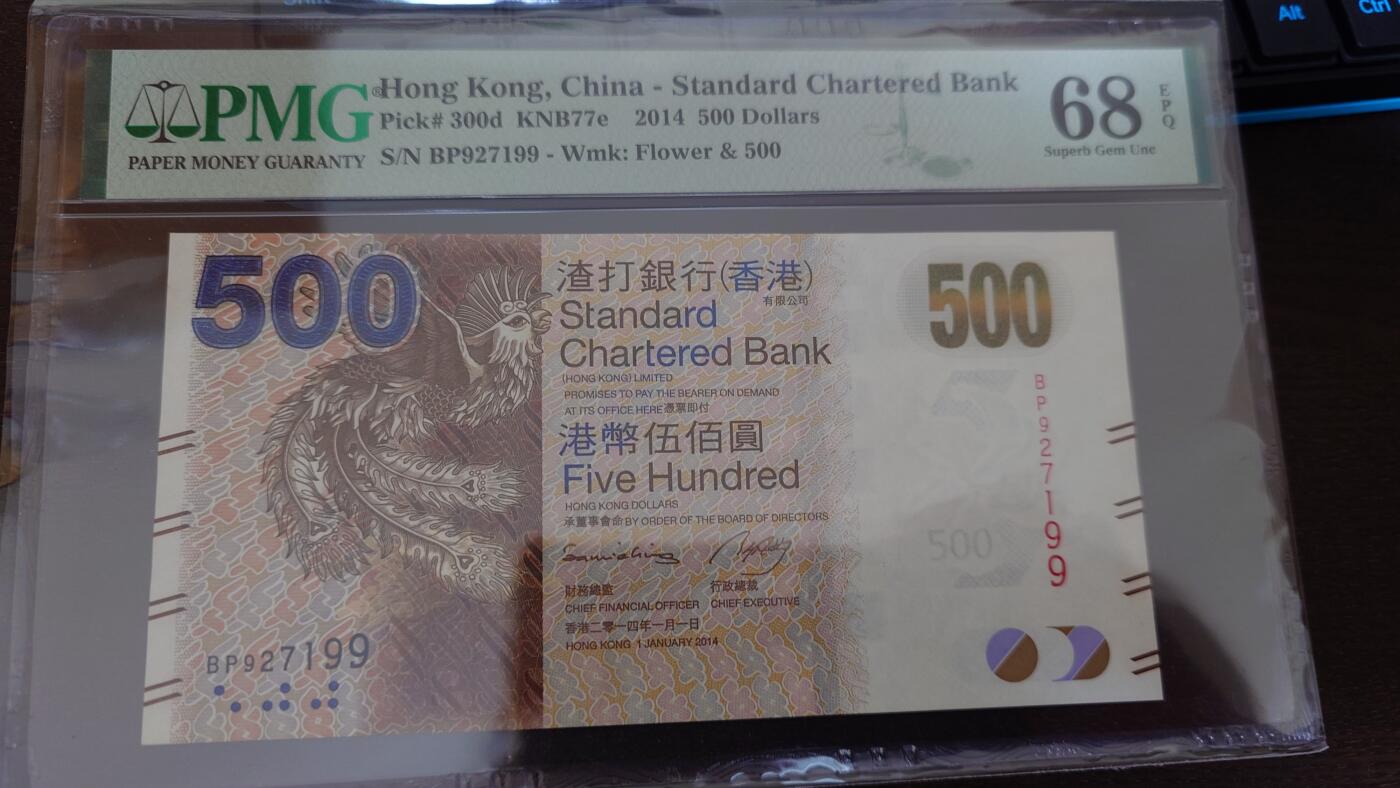 Alt
Ctrl
PMG
PAPER MONEY GUARANTY
Hong Kong, China - Standard Chartered Bank
Pick# 300d KNB77e 2014 500 Dollars
S/N BP927199 - Wmk: Flower & 500
68
EPQ
Superb Gem Unc
500
渣打銀行(香港)
有限公司
Standard
Chartered Bank
(HONG KONG) LIMITED
PROMISES TO PAY THE BEARER ON DEMAND
AT ITS OFFICE HERE 憑票即付
港幣伍佰圓
Five Hundred
HONG KONG DOLLARS
承董事會命 BY ORDER OF THE BOARD OF DIRECTORS
財務總監 行政總裁
CHIEF FINANCIAL OFFICER CHIEF EXECUTIVE
香港二零一四年一月一日
HONG KONG 1 JANUARY 2014
BP927199
500
BP927199
500